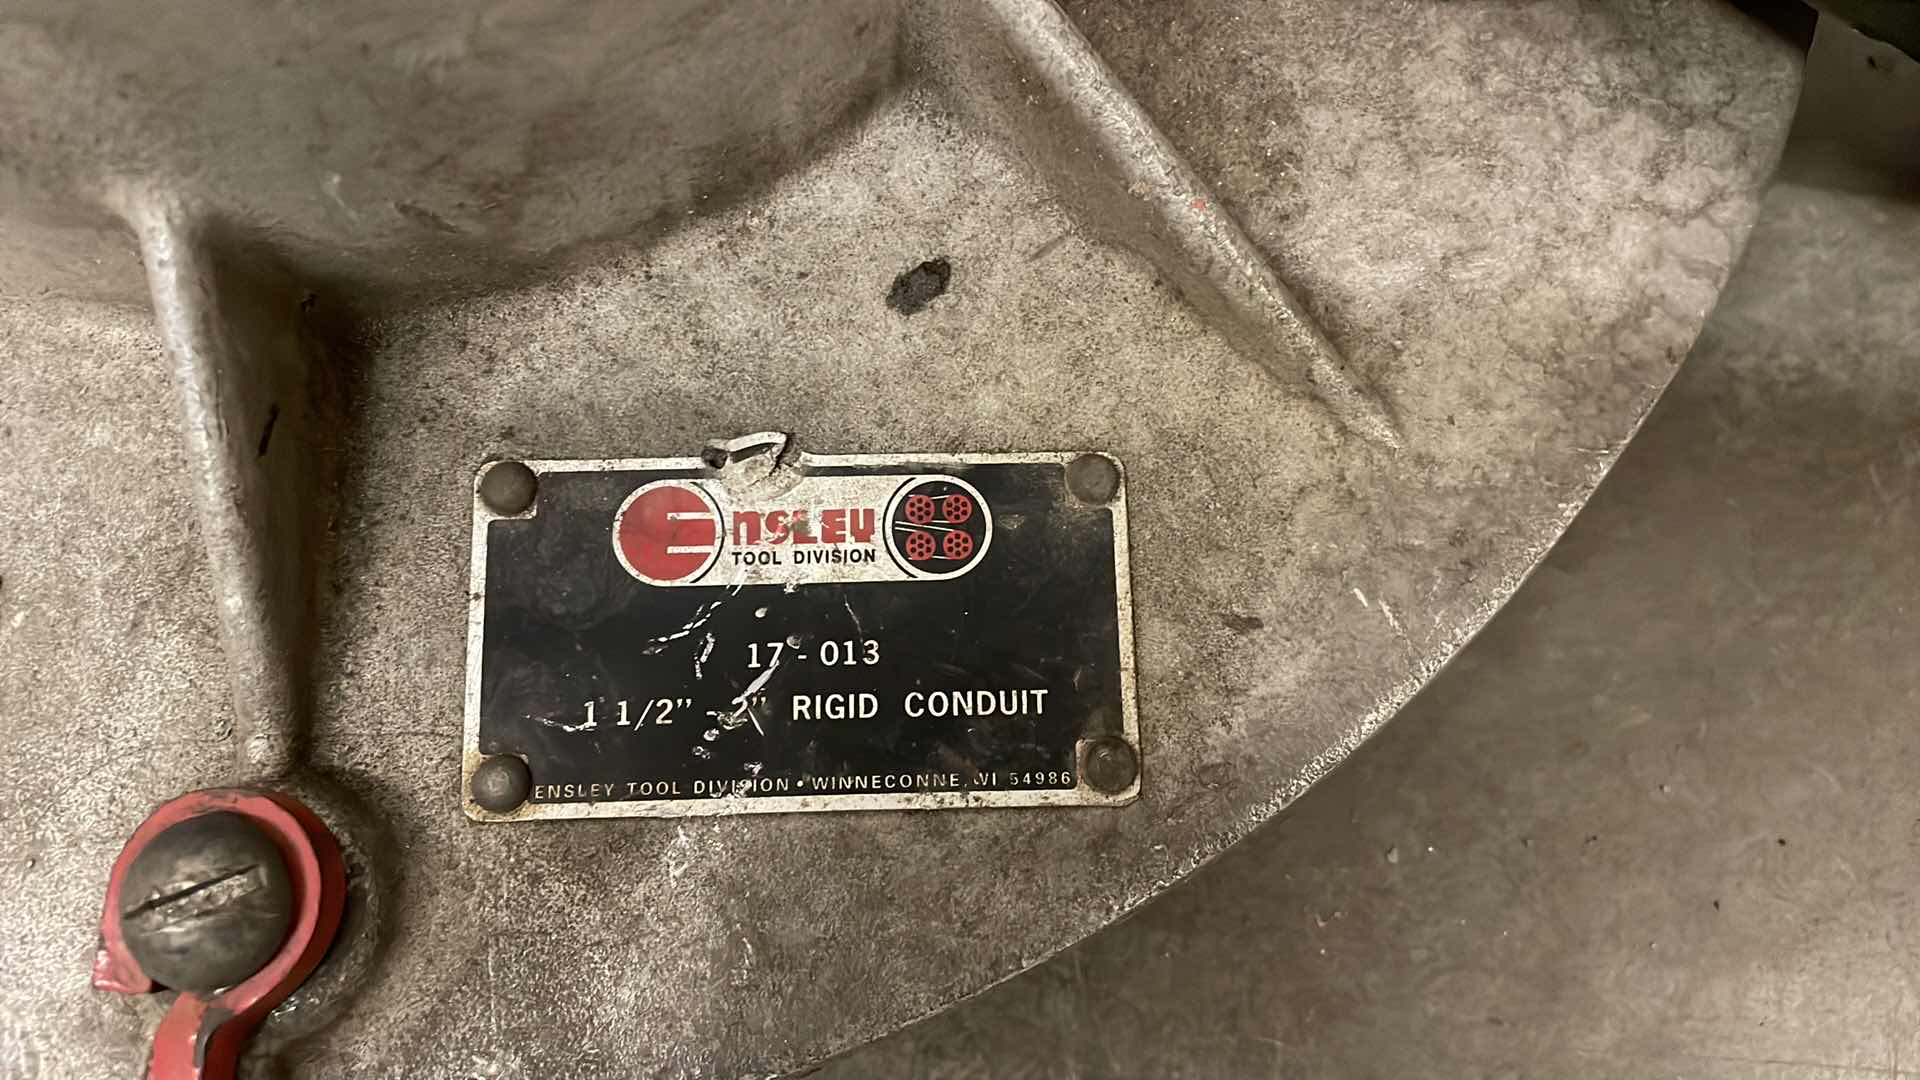 ENSLEY
TOOL DIVISION
17-013
1 1/2" - 2" RIGID CONDUIT
ENSLEY TOOL DIVISION • WINNECONNE, WI 54986